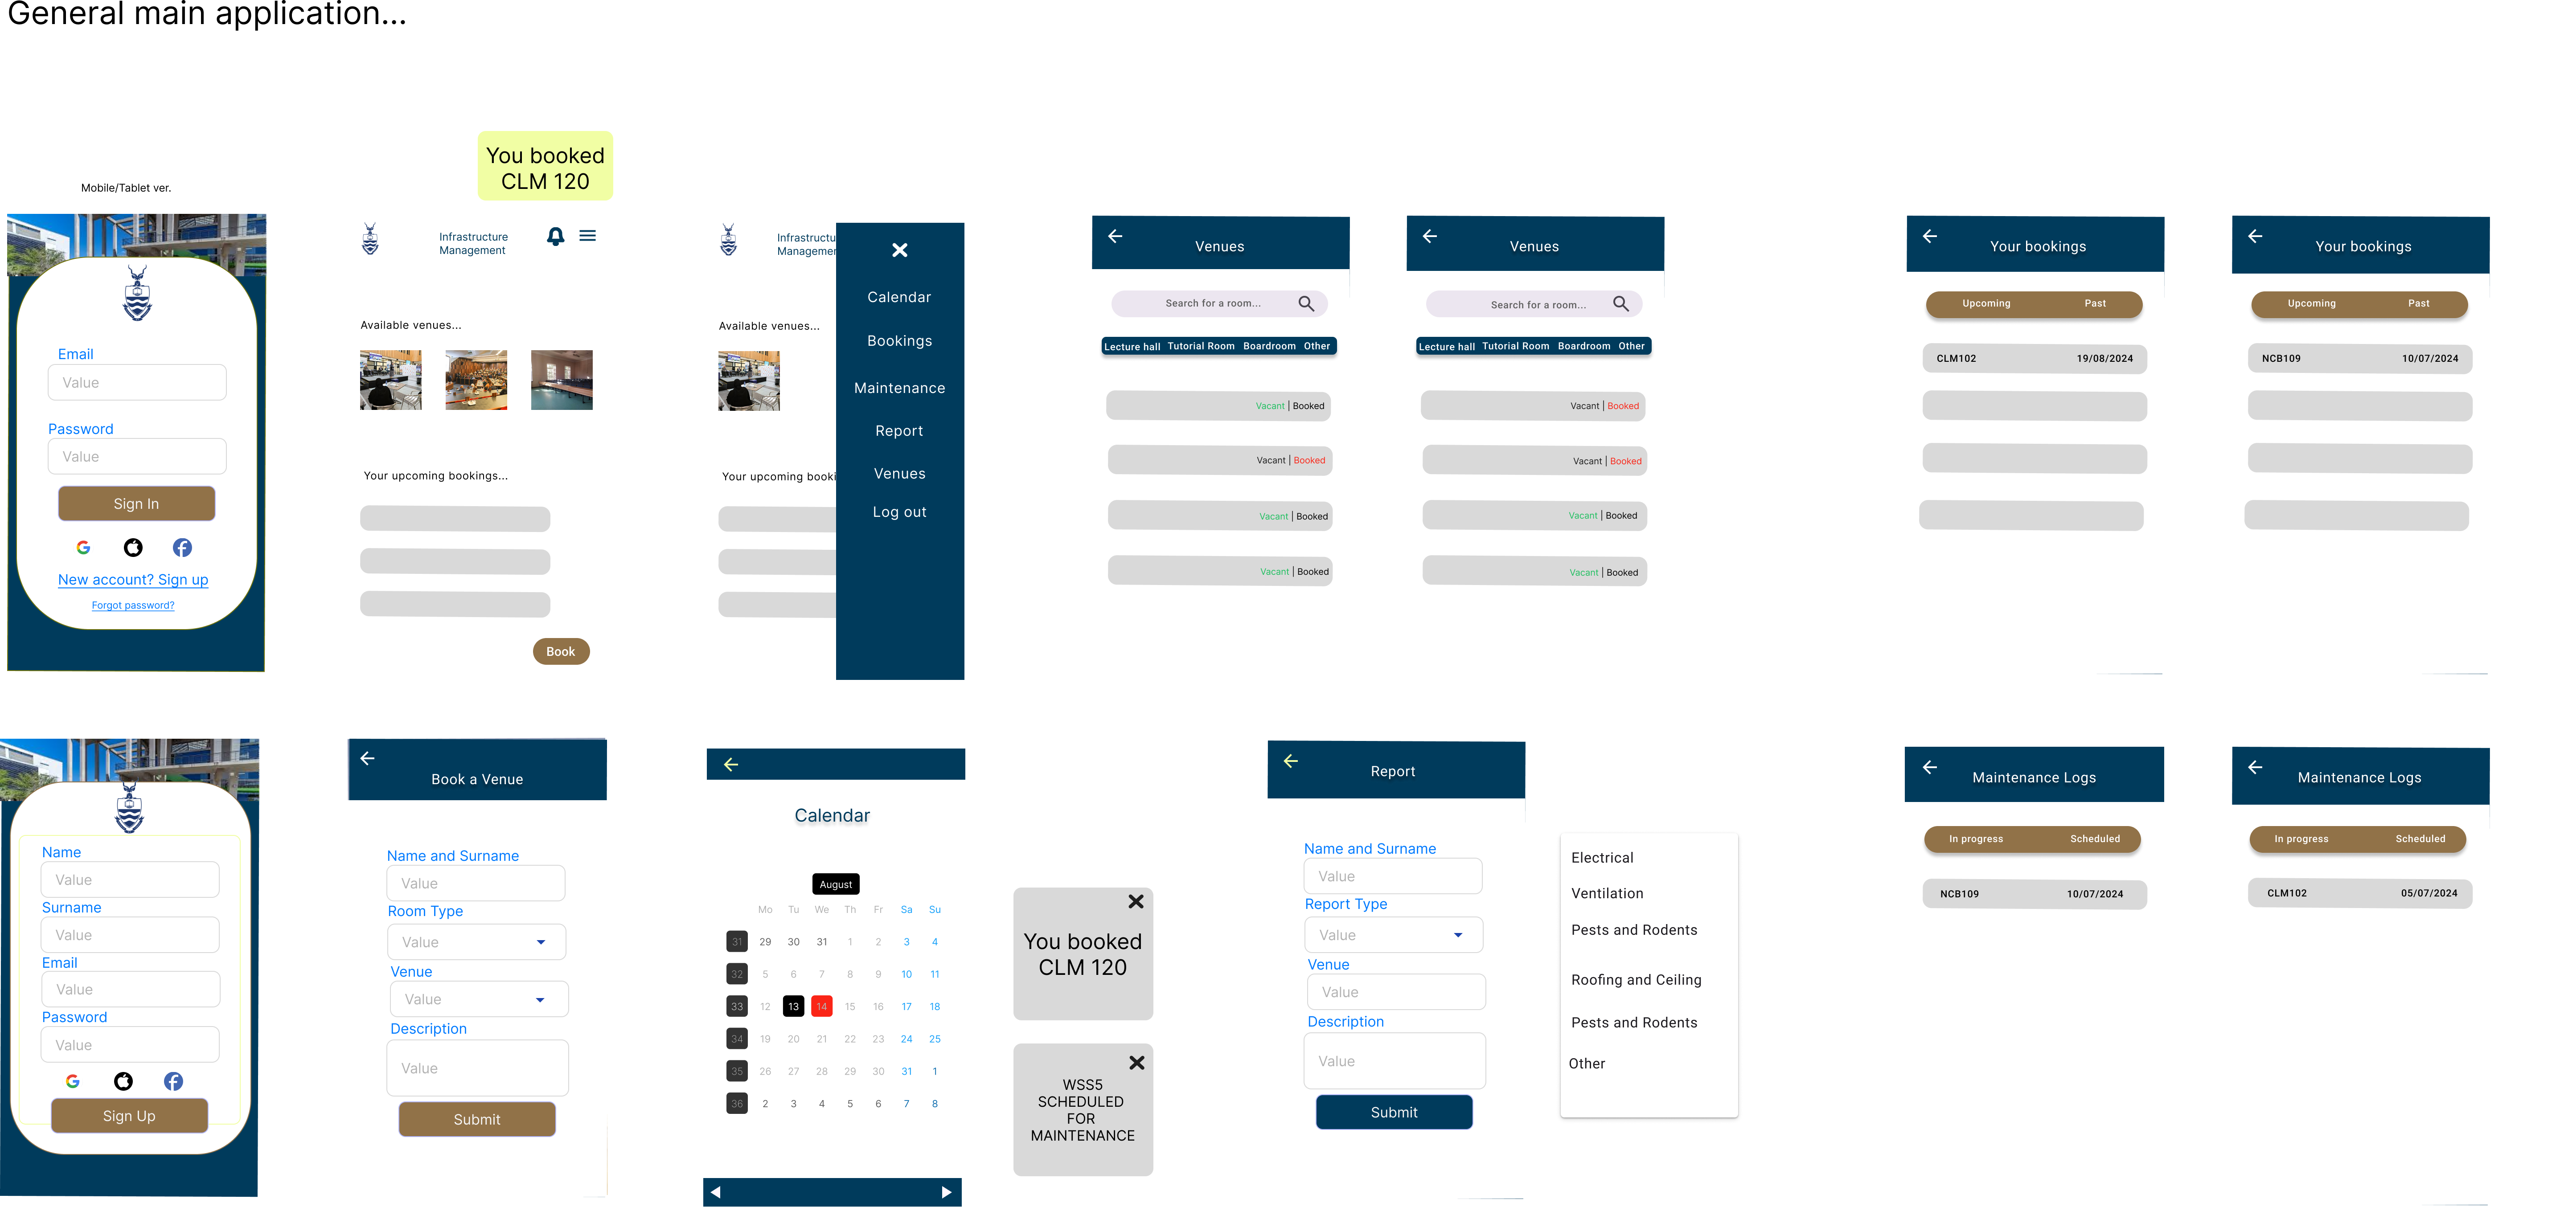 General main application...
Mobile/Tablet ver.
Email
Value
Password
Value
Sign In
New account? Sign up
Forgot password?
You booked
CLM 120
Infrastructure
Management
Available venues...
Your upcoming bookings...
Book
Infrastructu
Managemer
Available venues...
Your upcoming booki
Calendar
Bookings
Maintenance
Report
Venues
Log out
Venues
Search for a room...
Lecture hall Tutorial Room Boardroom Other
Vacant | Booked
Vacant | Booked
Vacant | Booked
Vacant | Booked
Venues
Search for a room...
Lecture hall Tutorial Room Boardroom Other
Vacant | Booked
Vacant | Booked
Vacant | Booked
Vacant | Booked
Your bookings
Upcoming Past
CLM102 19/08/2024
Your bookings
Upcoming Past
NCB109 10/07/2024
Name
Value
Surname
Value
Email
Value
Password
Value
Sign Up
Book a Venue
Name and Surname
Value
Room Type
Value
Venue
Value
Description
Value
Submit
Calendar
August
Mo Tu We Th Fr Sa Su
31 29 30 31 1 2 3 4
32 5 6 7 8 9 10 11
33 12 13 14 15 16 17 18
34 19 20 21 22 23 24 25
35 26 27 28 29 30 31 1
36 2 3 4 5 6 7 8
You booked
CLM 120
WSS5
SCHEDULED
FOR
MAINTENANCE
Report
Name and Surname
Value
Report Type
Value
Venue
Value
Description
Value
Submit
Electrical
Ventilation
Pests and Rodents
Roofing and Ceiling
Pests and Rodents
Other
Maintenance Logs
In progress Scheduled
NCB109 10/07/2024
Maintenance Logs
In progress Scheduled
CLM102 05/07/2024